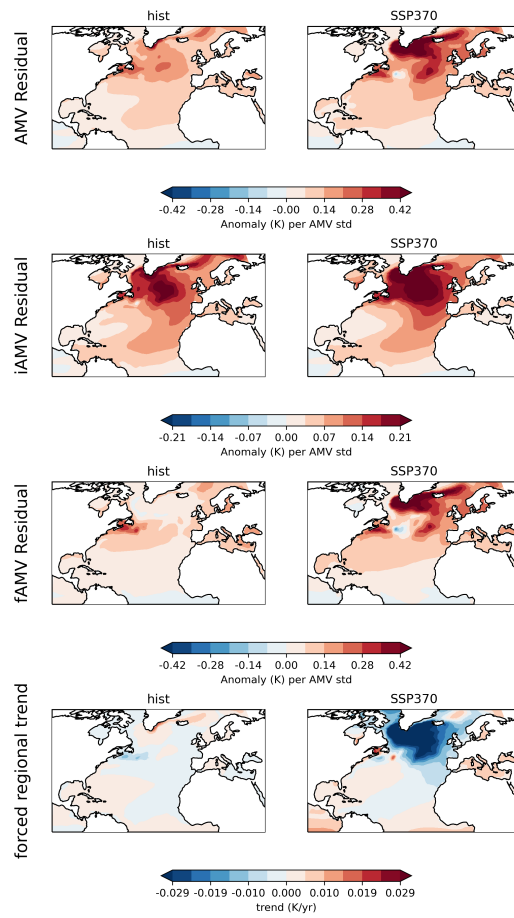 hist SSP370
AMV Residual
-0.42 -0.28 -0.14 0.00 0.14 0.28 0.42
Anomaly (K) per AMV std
hist SSP370
iAMV Residual
-0.21 -0.14 -0.07 0.00 0.07 0.14 0.21
Anomaly (K) per AMV std
hist SSP370
fAMV Residual
-0.42 -0.28 -0.14 0.00 0.14 0.28 0.42
Anomaly (K) per AMV std
hist SSP370
forced regional trend
-0.029 -0.019 -0.010 0.000 0.010 0.019 0.029
trend (K/yr)